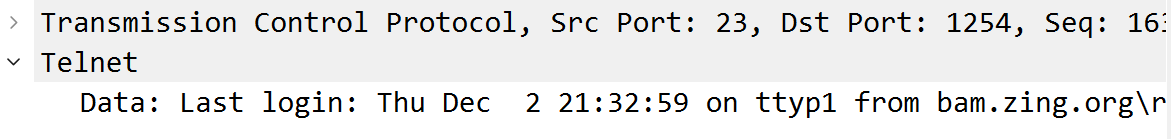 Transmission Control Protocol, Src Port: 23, Dst Port: 1254, Seq: 163
Telnet
Data: Last login: Thu Dec  2 21:32:59 on ttyp1 from bam.zing.org\r